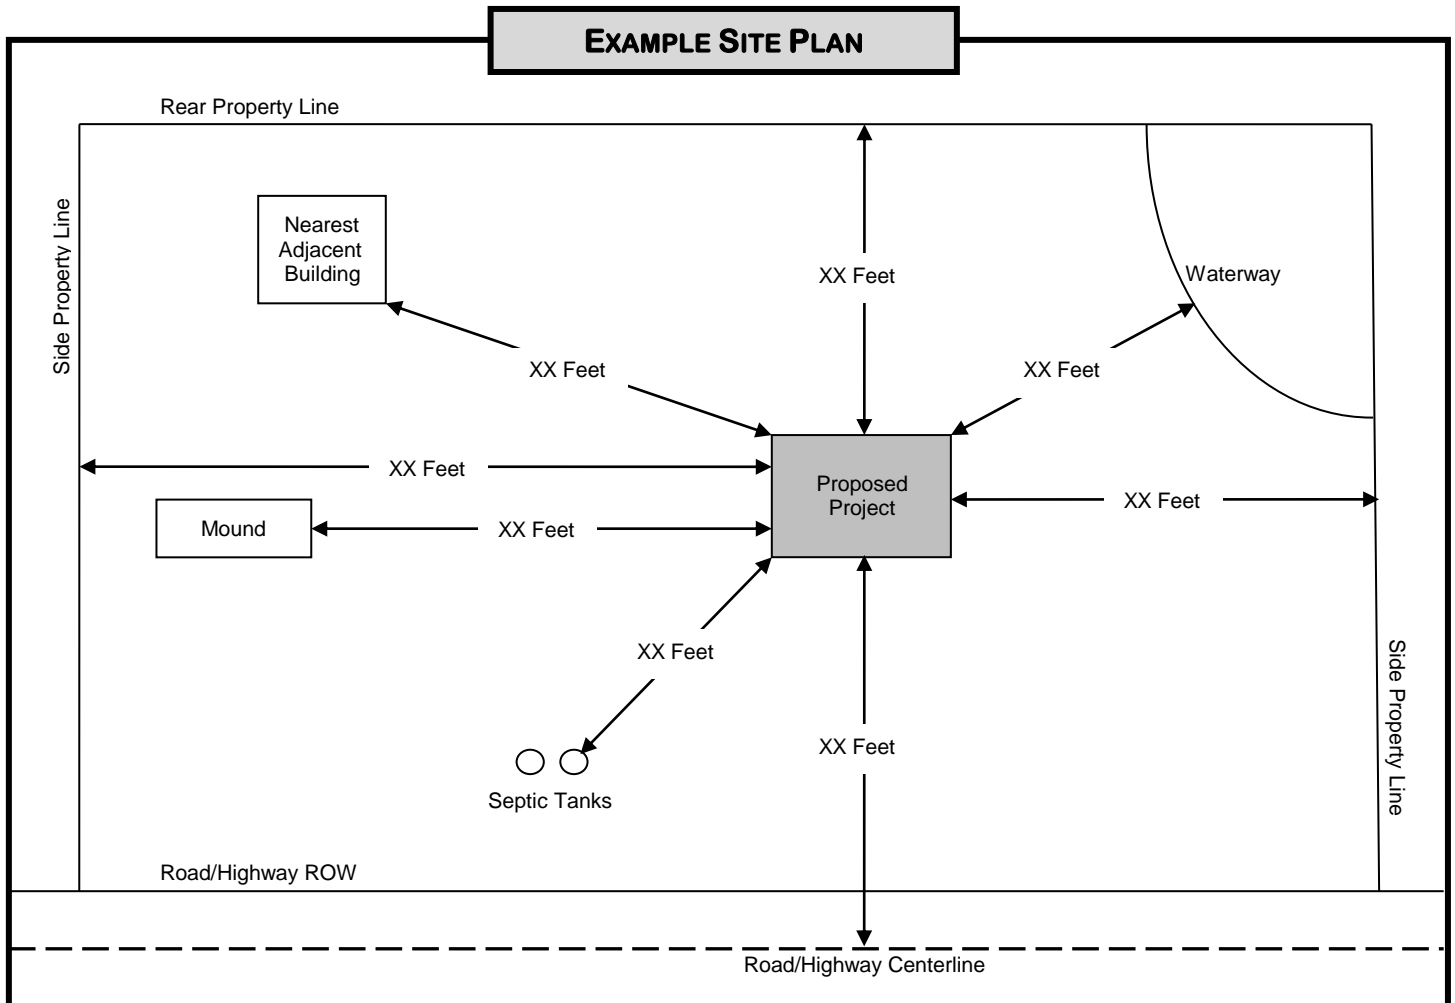 EXAMPLE SITE PLAN
Rear Property Line
Side Property Line
Nearest
Adjacent
Building
XX Feet
Waterway
XX Feet
XX Feet
XX Feet
Proposed
Project
XX Feet
Mound
XX Feet
XX Feet
Side Property Line
XX Feet
Septic Tanks
Road/Highway ROW
Road/Highway Centerline